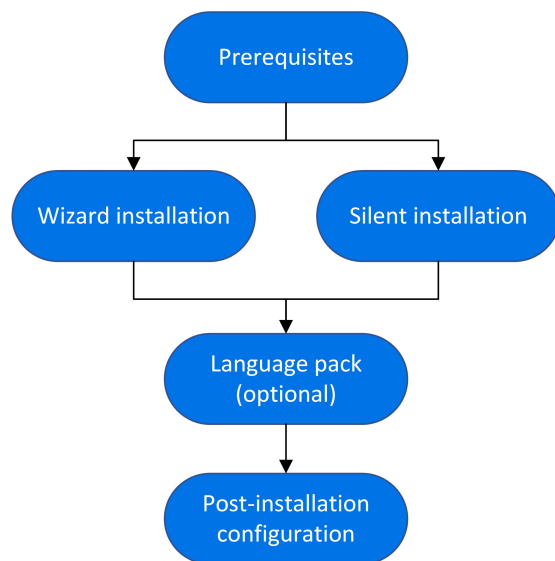 Prerequisites
Wizard installation
Silent installation
Language pack
(optional)
Post-installation
configuration